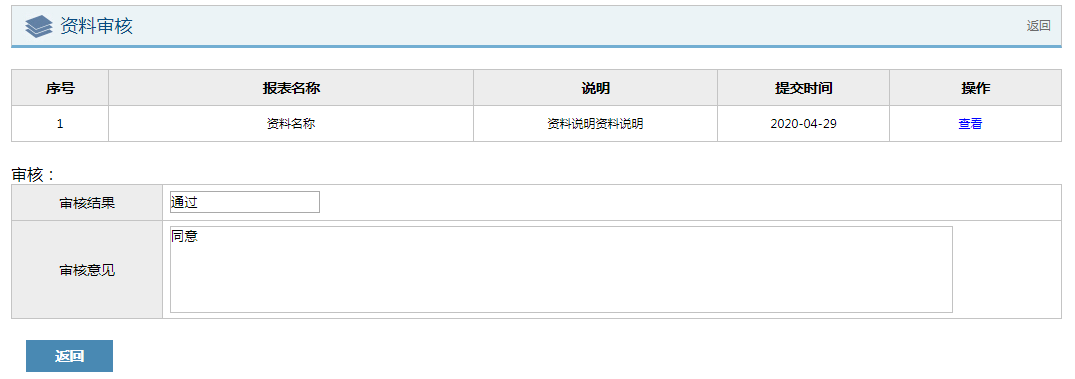 资料审核 返回
序号 报表名称 说明 提交时间 操作
1 资料名称 资料说明资料说明 2020-04-29 查看
审核：
审核结果 通过
审核意见 同意
返回